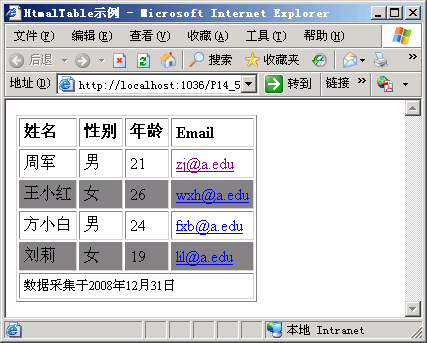 HtmalTable示例 - Microsoft Internet Explorer
文件(F) 编辑(E) 查看(V) 收藏(A) 工具(T) 帮助(H)
后退 搜索 收藏夹
地址(D) http://localhost:1036/P14_5 转到 链接 »
姓名 性别 年龄 Email
周军 男 21 zj@a.edu
王小红 女 26 wxh@a.edu
方小白 男 24 fxb@a.edu
刘莉 女 19 lil@a.edu
数据采集于2008年12月31日
本地 Intranet